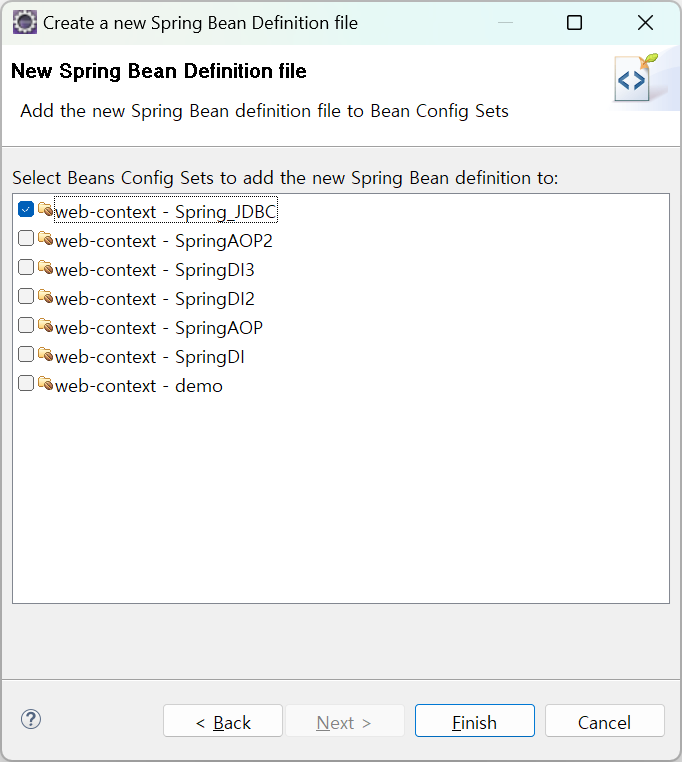 Create a new Spring Bean Definition file
New Spring Bean Definition file
Add the new Spring Bean definition file to Bean Config Sets
Select Beans Config Sets to add the new Spring Bean definition to:
web-context - Spring_JDBC
web-context - SpringAOP2
web-context - SpringDI3
web-context - SpringDI2
web-context - SpringAOP
web-context - SpringDI
web-context - demo
? < Back Next > Finish Cancel